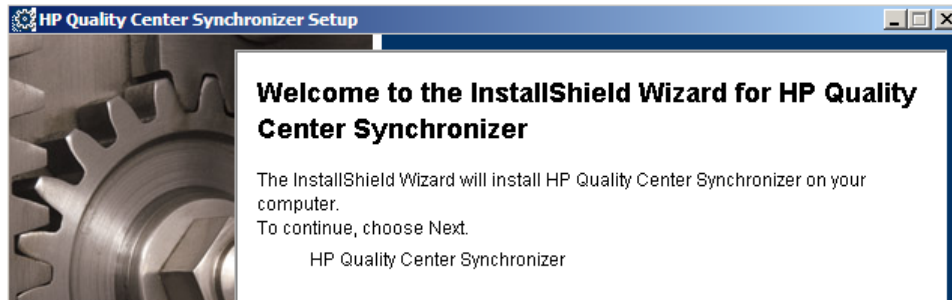 HP Quality Center Synchronizer Setup
Welcome to the InstallShield Wizard for HP Quality
Center Synchronizer
The InstallShield Wizard will install HP Quality Center Synchronizer on your
computer.
To continue, choose Next.
HP Quality Center Synchronizer